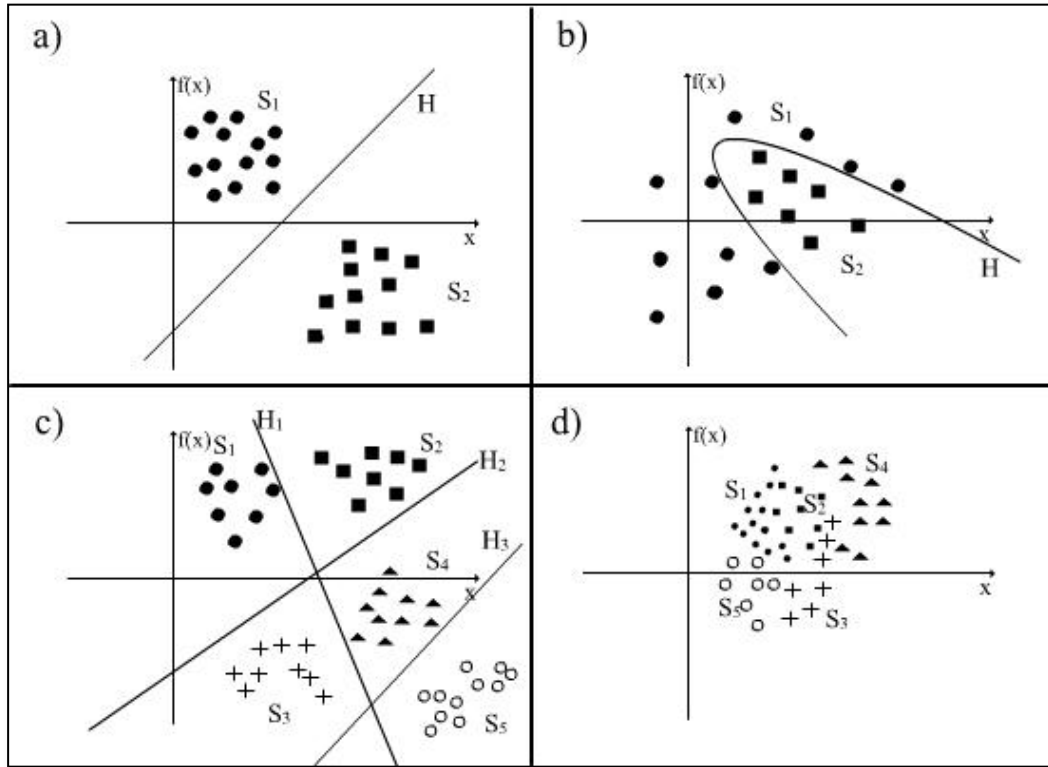 a)
f(x)
S1
H
x
S2
b)
f(x)
S1
x
S2
H
c)
H1
f(x)
S1
S2
H2
H3
S4
x
S3
S5
d)
f(x)
S4
S1
S2
x
S5
S3